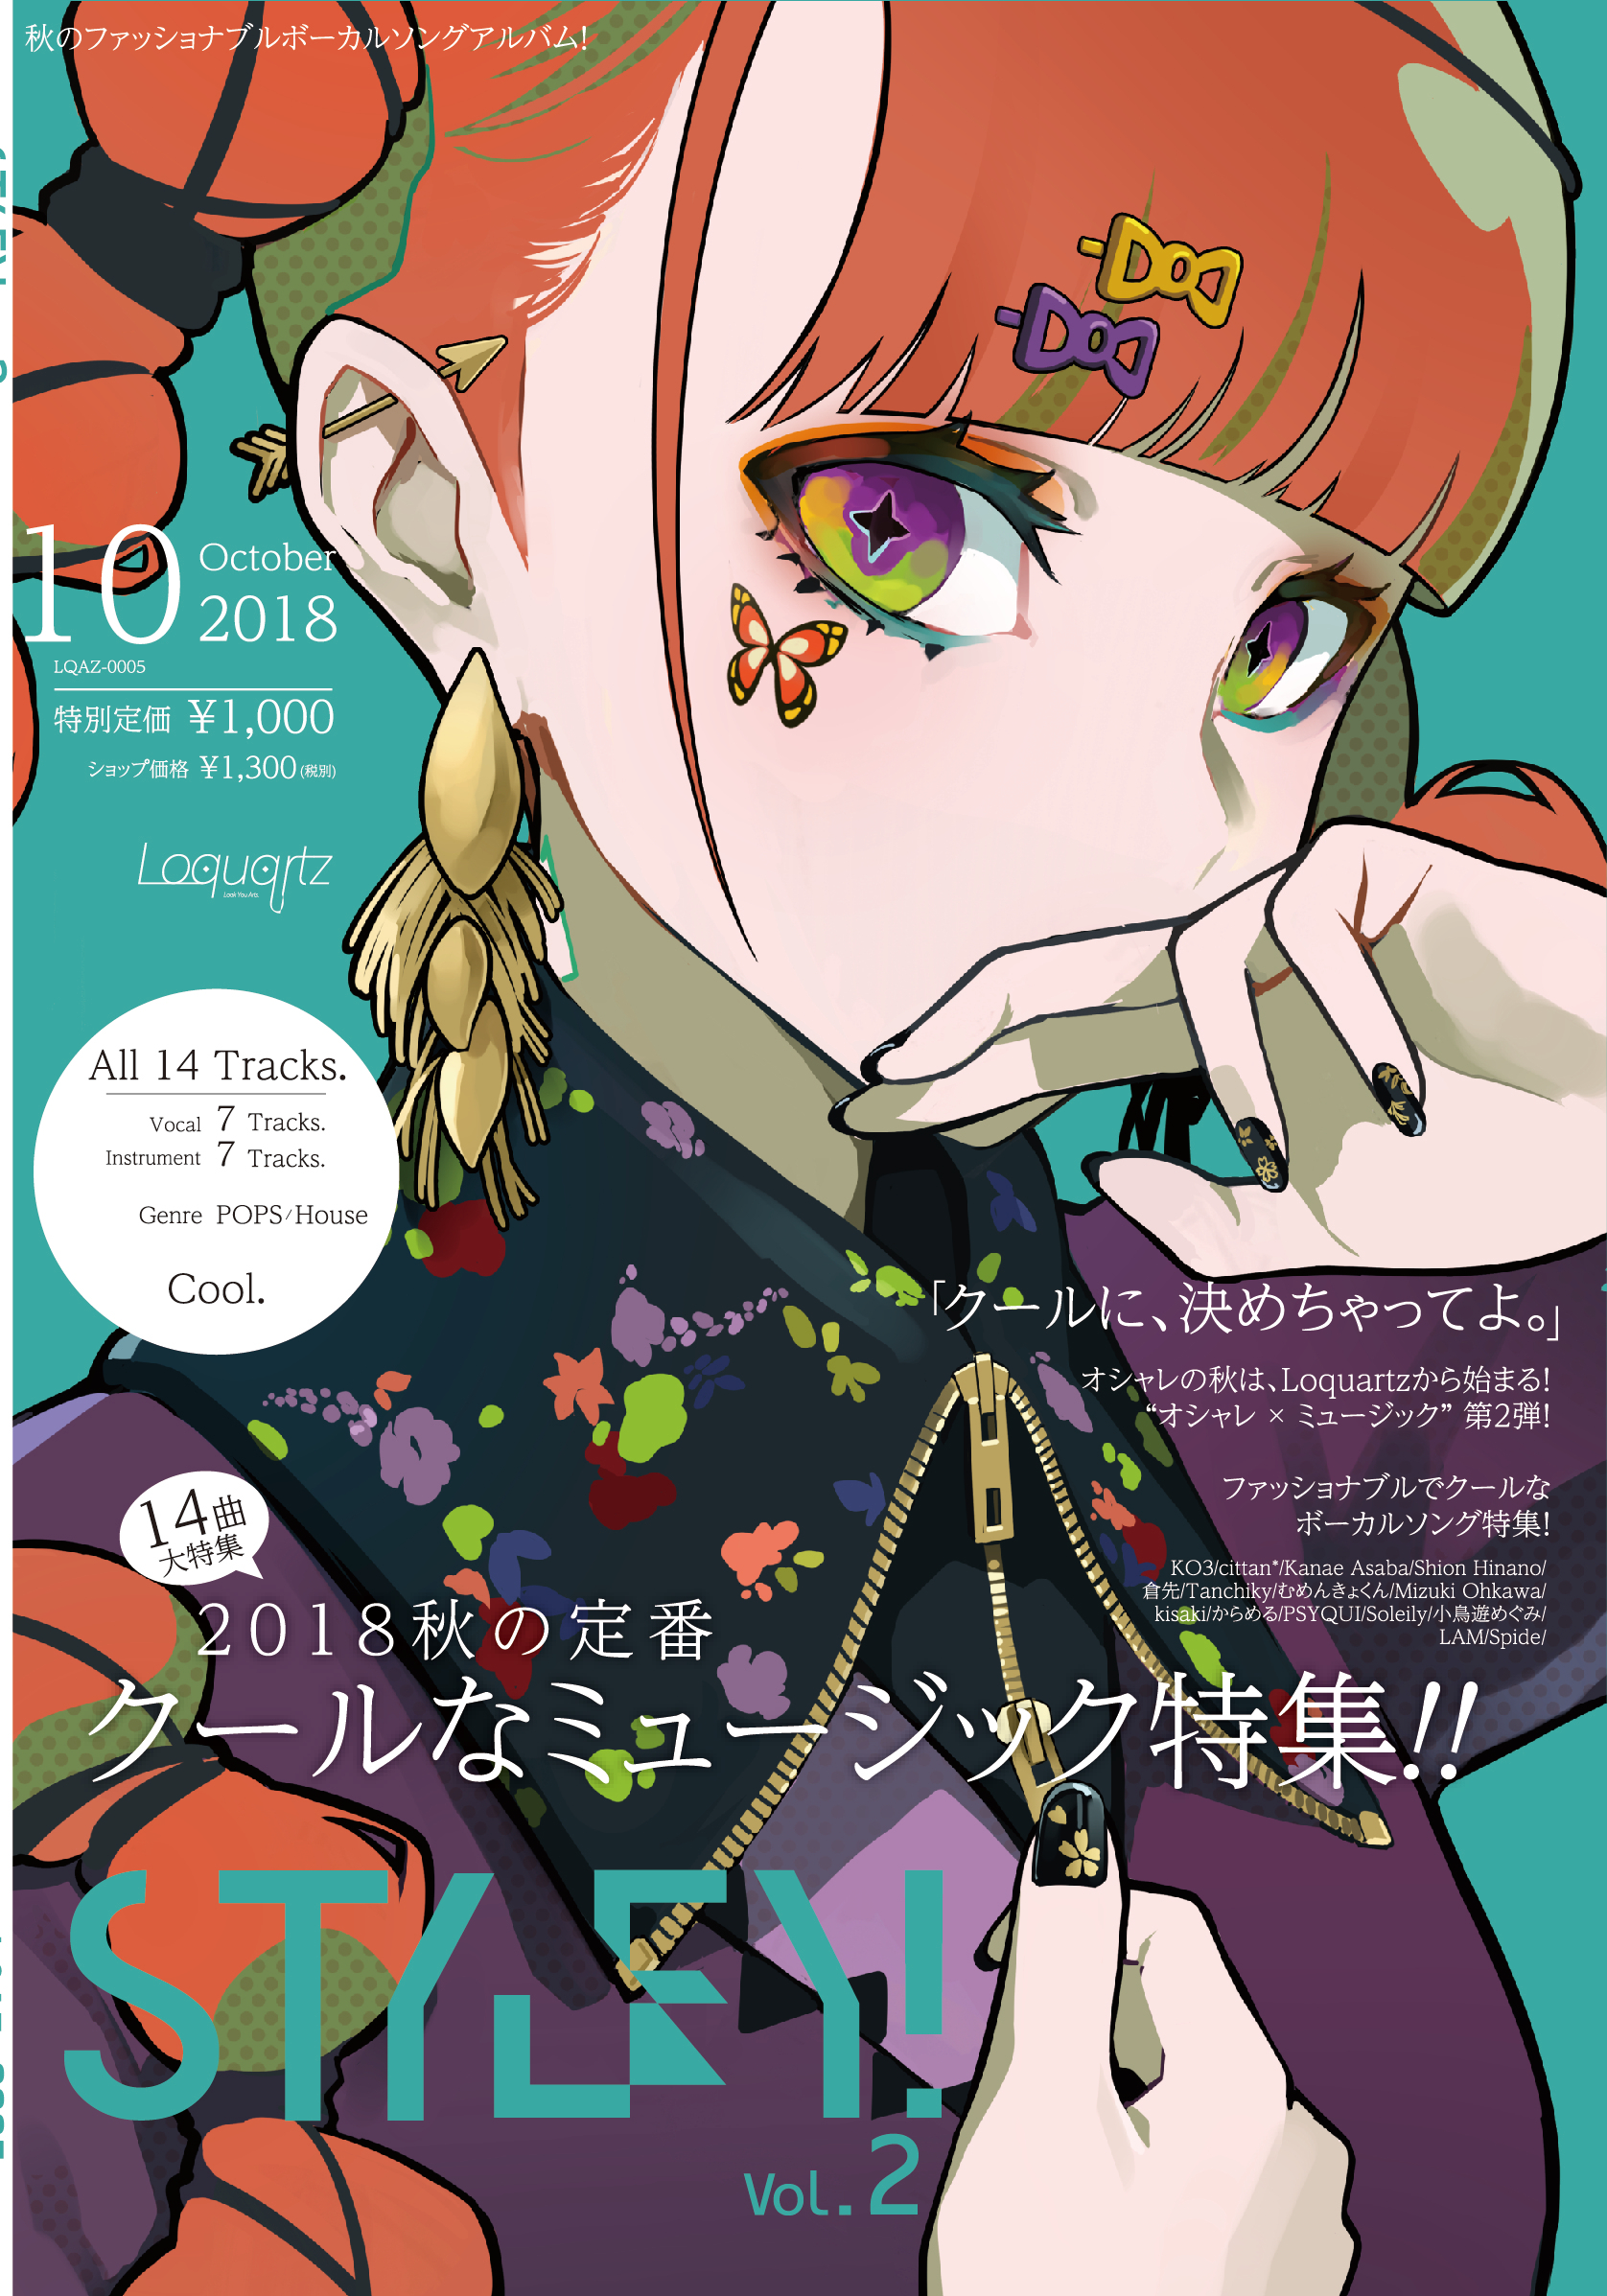 秋のファッショナブルボーカルソングアルバム!
10 October
2018
LQAZ-0005
特別定価 ¥1,000
ショップ価格 ¥1,300(税別)
Loquartz
Look You Arts.
All 14 Tracks.
Vocal 7 Tracks.
Instrument 7 Tracks.
Genre POPS/House
Cool.
「クールに、決めちゃってよ。」
オシャレの秋は、Loquartzから始まる!
“オシャレ × ミュージック” 第2弾!
ファッショナブルでクールな
ボーカルソング特集!
KO3/cittan*/Kanae Asaba/Shion Hinano/
倉先/Tanchiky/むめんきょくん/Mizuki Ohkawa/
kisaki/からめる/PSYQUI/Soleily/小鳥遊めぐみ/
LAM/Spide/
14曲
大特集
2018秋の定番
クールなミュージック特集!!
STYLEY!
Vol.2